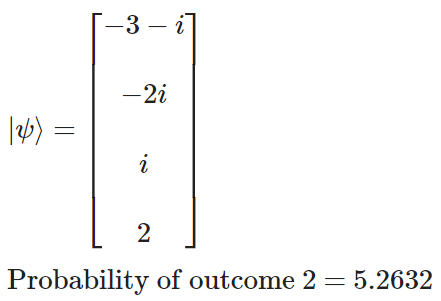 |ψ⟩ = [-3 - i
-2i
i
2]
Probability of outcome 2 = 5.2632